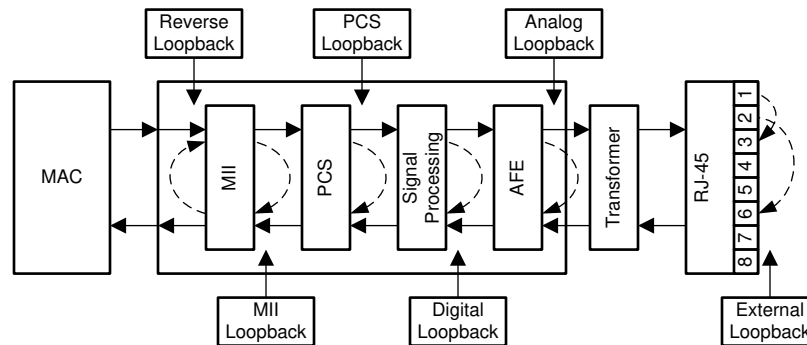 Reverse
Loopback
PCS
Loopback
Analog
Loopback
MAC
MII
PCS
Signal
Processing
AFE
Transformer
RJ-45
1
2
3
4
5
6
7
8
MII
Loopback
Digital
Loopback
External
Loopback